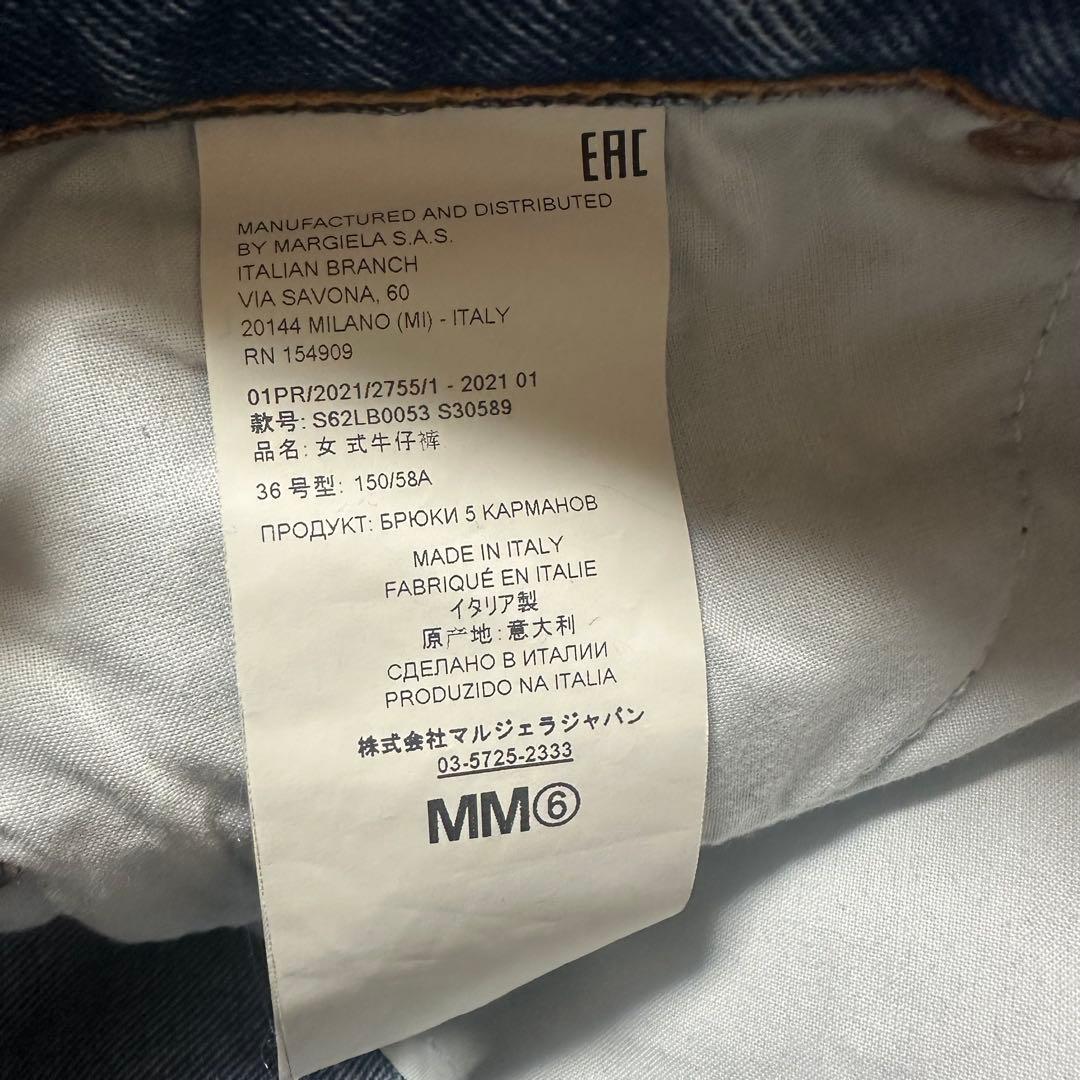 EAC
MANUFACTURED AND DISTRIBUTED
BY MARGIELA S.A.S.
ITALIAN BRANCH
VIA SAVONA, 60
20144 MILANO (MI) - ITALY
RN 154909
01PR/2021/2755/1 - 2021 01
款号: S62LB0053 S30589
品名: 女 式牛仔裤
36 号型: 150/58A
ПРОДУКТ: БРЮКИ 5 КАРМАНОВ
MADE IN ITALY
FABRIQUÉ EN ITALIE
イタリア製
原产地: 意大利
СДЕЛАНО В ИТАЛИИ
PRODUZIDO NA ITALIA
株式会社マルジェラジャパン
03-5725-2333
MM⑥